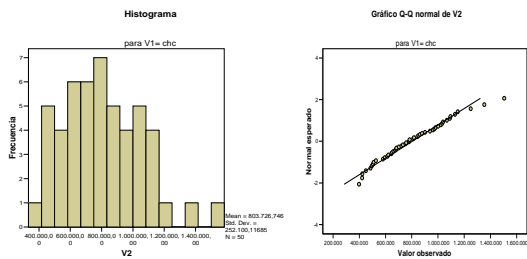 Histograma
para V1= chc
Frecuencia
7
6
5
4
3
2
1
0
400.000,0 600.000,0 800.000,0 1.000.000, 1.200.000, 1.400.000,
0 0 0 00 00 00
V2
Mean = 803.726,746
Std. Dev. =
252.100,11685
N = 50
Gráfico Q-Q normal de V2
para V1= chc
Normal esperado
4
2
0
-2
-4
200.000 400.000 600.000 800.000 1.000.000 1.200.000 1.400.000 1.600.000
Valor observado